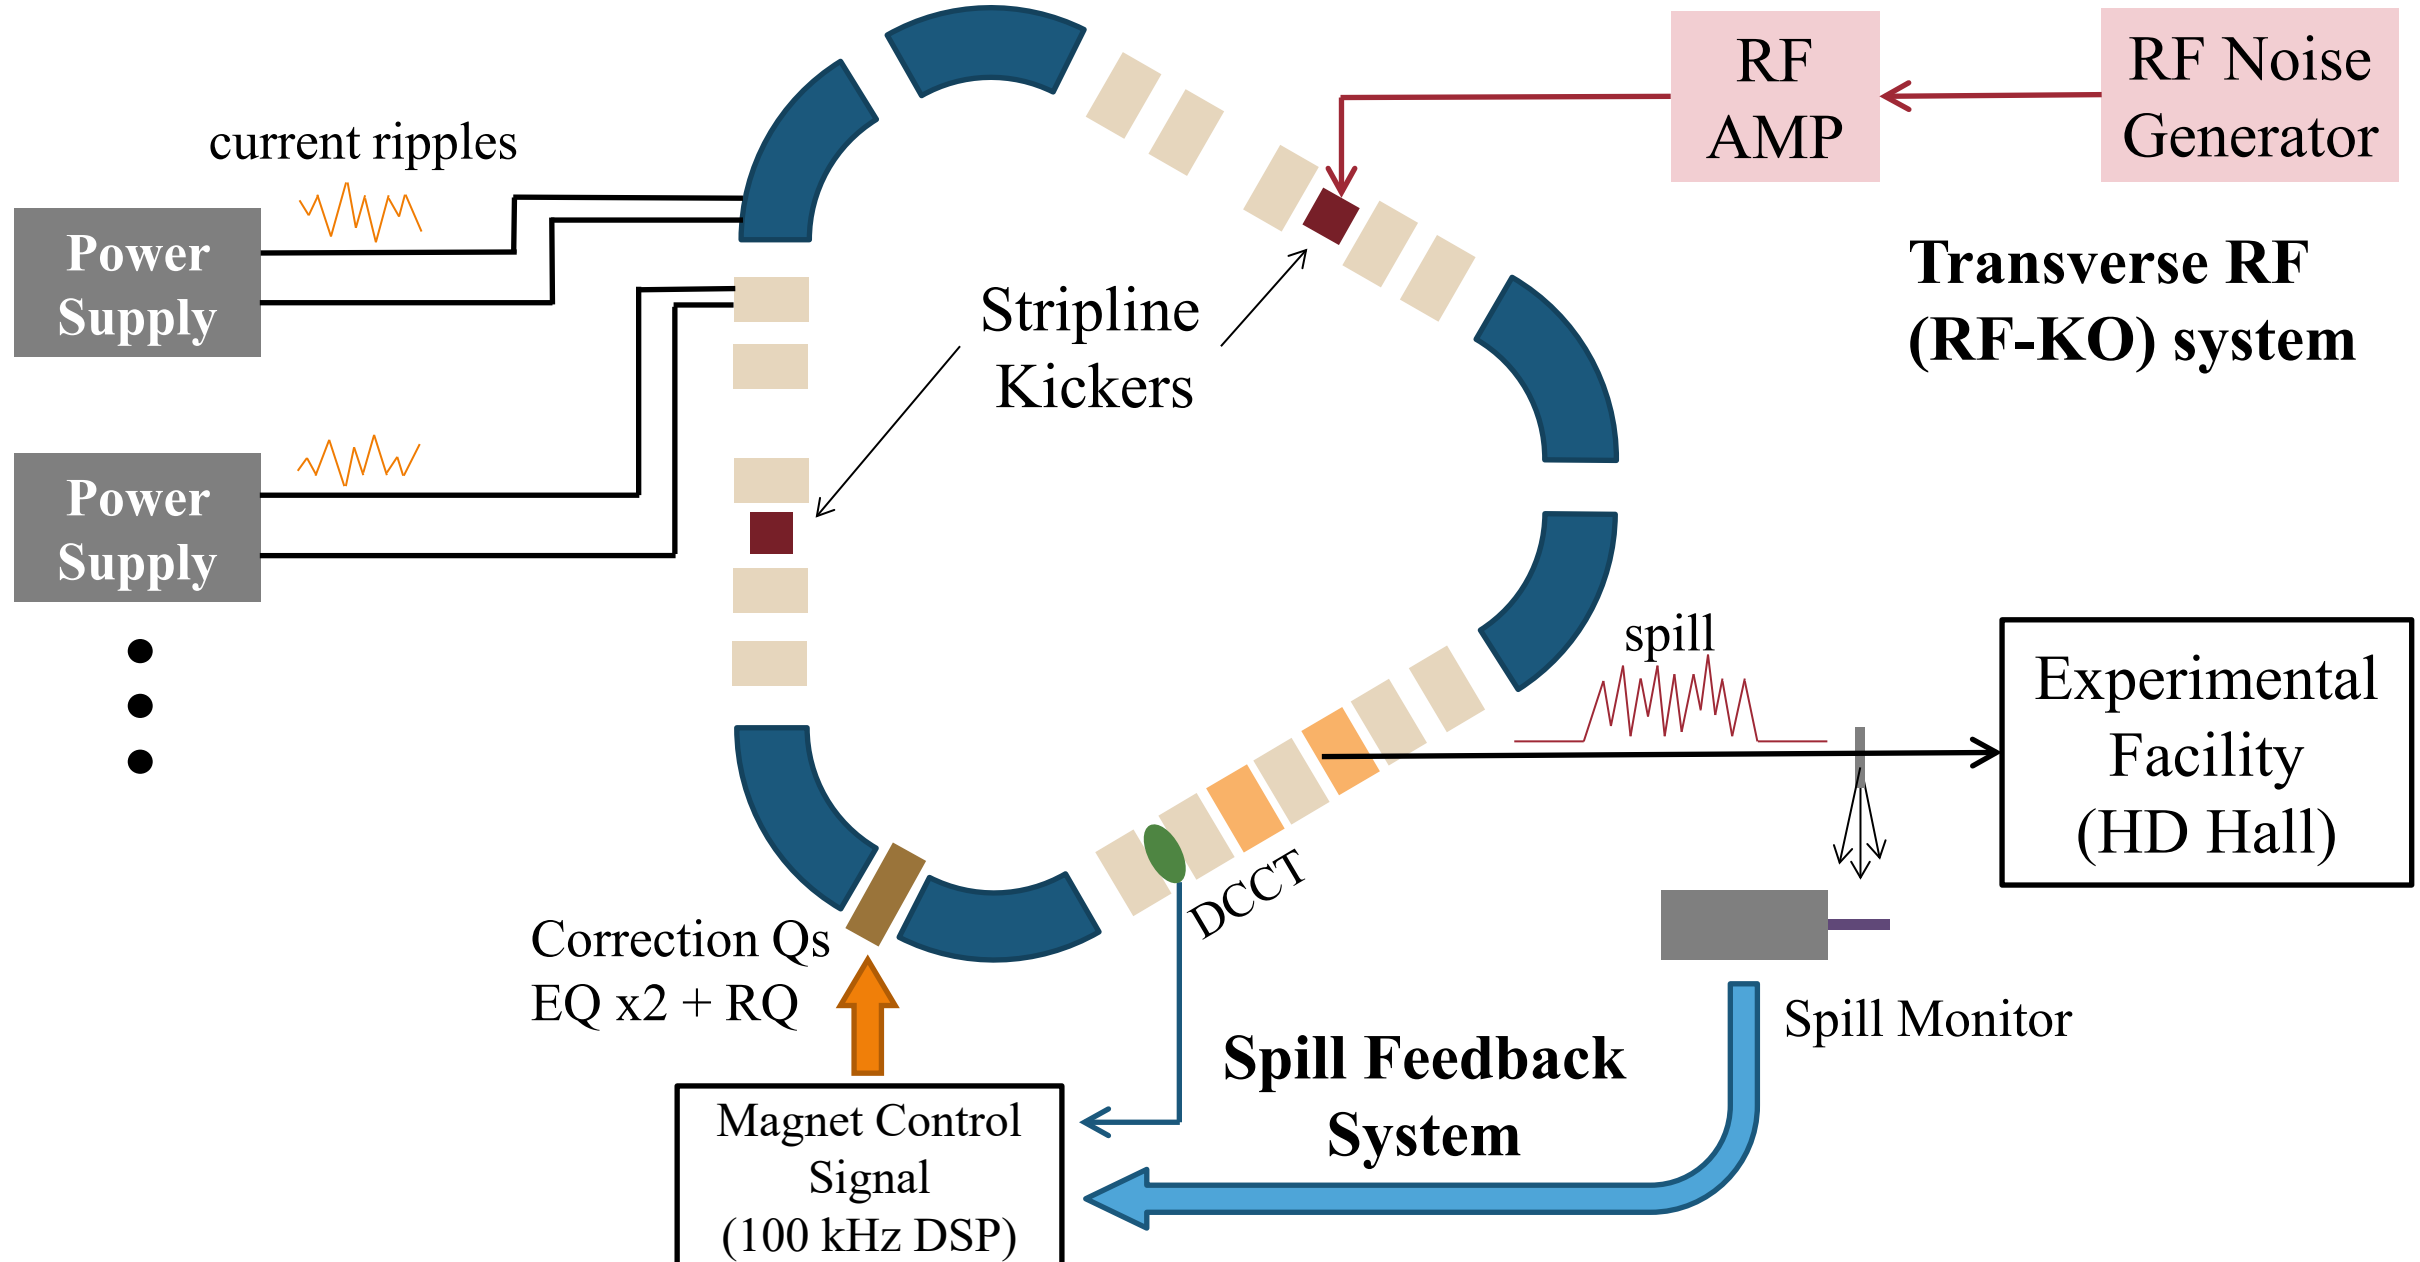 current ripples
Power
Supply
Power
Supply
Stripline
Kickers
RF
AMP
RF Noise
Generator
Transverse RF
(RF-KO) system
spill
Experimental
Facility
(HD Hall)
DCCT
Correction Qs
EQ x2 + RQ
Spill Monitor
Spill Feedback
System
Magnet Control
Signal
(100 kHz DSP)